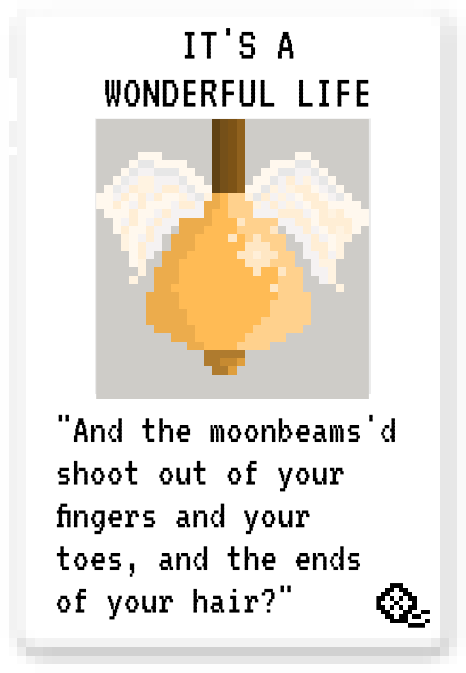 IT'S A
WONDERFUL LIFE
"And the moonbeams'd
shoot out of your
fingers and your
toes, and the ends
of your hair?"